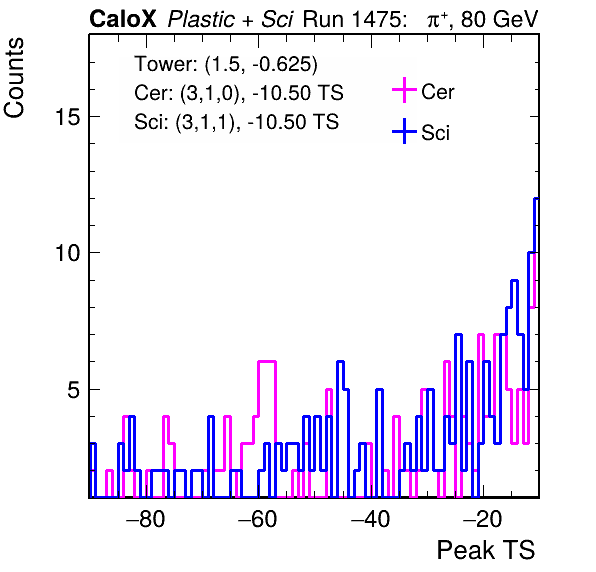 CaloX Plastic + Sci Run 1475: π⁺, 80 GeV
Counts
Tower: (1.5, -0.625)
Cer: (3,1,0), -10.50 TS
Sci: (3,1,1), -10.50 TS
Cer
Sci
15
10
5
−80 −60 −40 −20
Peak TS